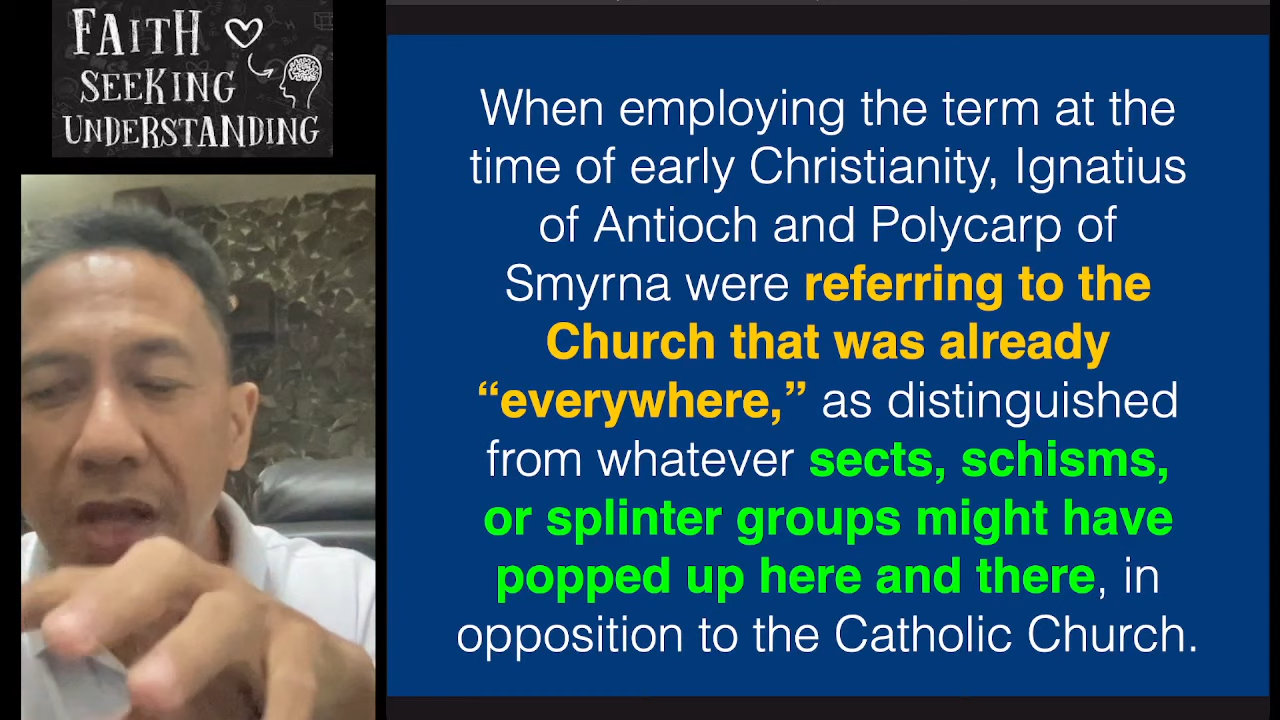 FAITH
SEEKING
UNDERSTANDING
When employing the term at the
time of early Christianity, Ignatius
of Antioch and Polycarp of
Smyrna were referring to the
Church that was already
“everywhere,” as distinguished
from whatever sects, schisms,
or splinter groups might have
popped up here and there, in
opposition to the Catholic Church.